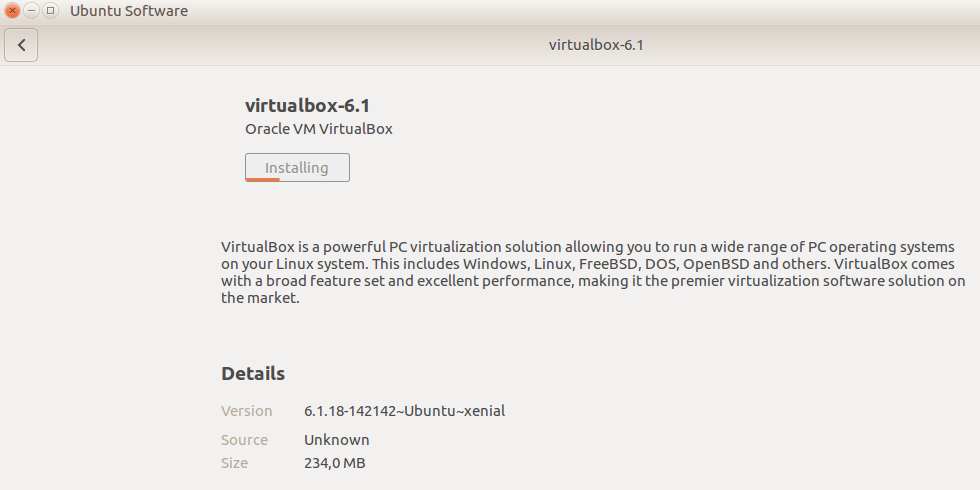 Ubuntu Software
virtualbox-6.1
virtualbox-6.1
Oracle VM VirtualBox
Installing
VirtualBox is a powerful PC virtualization solution allowing you to run a wide range of PC operating systems
on your Linux system. This includes Windows, Linux, FreeBSD, DOS, OpenBSD and others. VirtualBox comes
with a broad feature set and excellent performance, making it the premier virtualization software solution on
the market.
Details
Version 6.1.18-142142~Ubuntu~xenial
Source Unknown
Size 234,0 MB